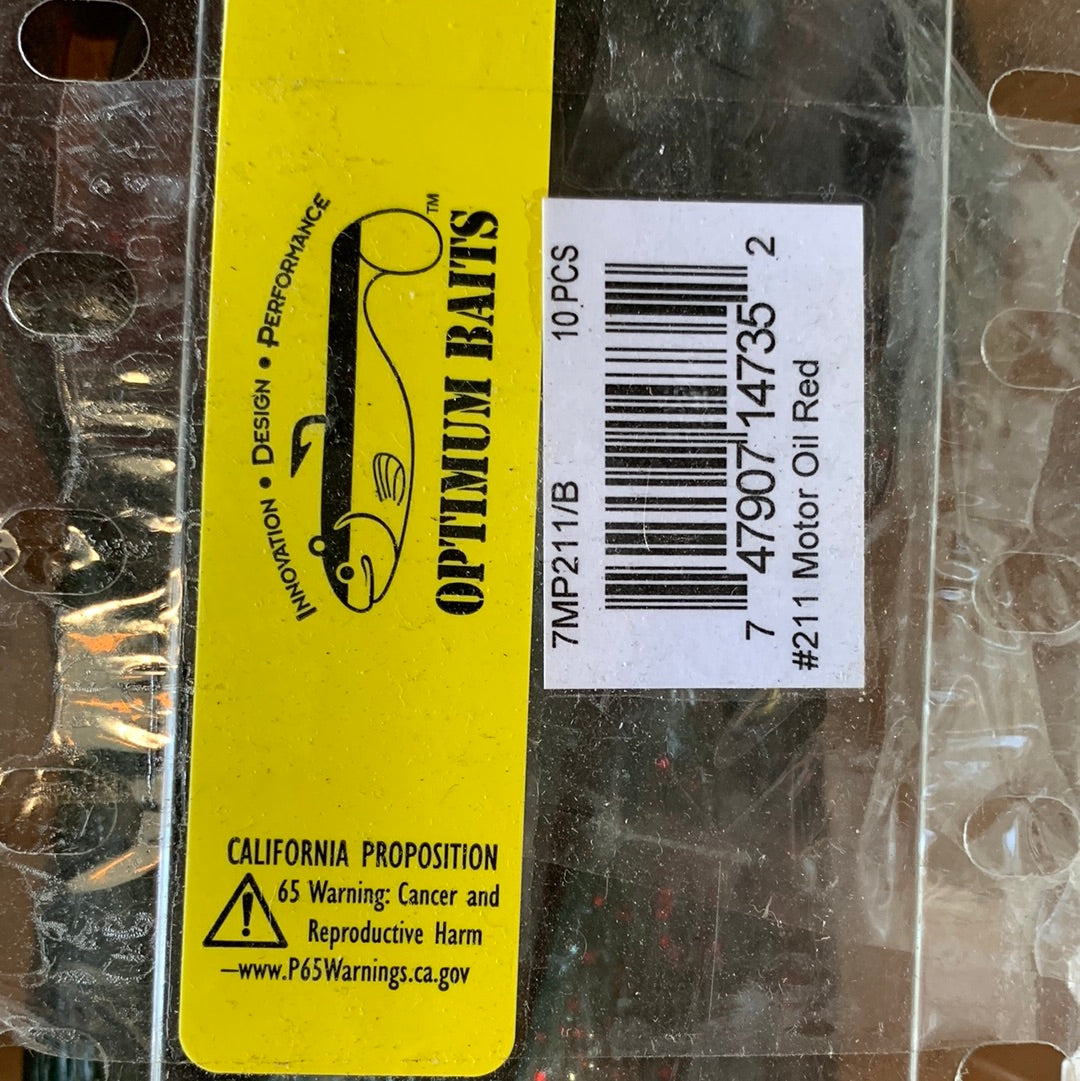 INNOVATION • DESIGN • PERFORMANCE
TM
OPTIMUM BAITS
7MP211/B 10 PCS
7 47907 14735 2
#211 Motor Oil Red
CALIFORNIA PROPOSITION
65 Warning: Cancer and
Reproductive Harm
—www.P65Warnings.ca.gov